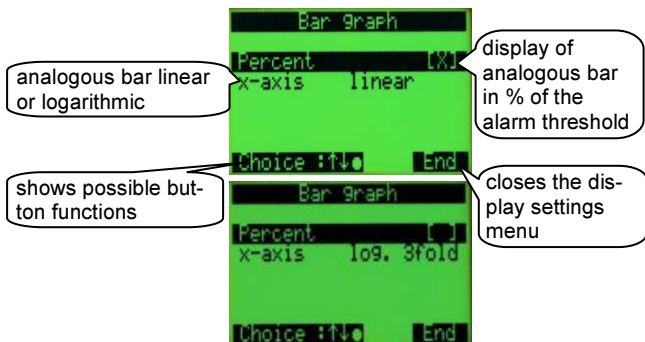 Bar graph
Percent [X]
x-axis linear
Choice :↑↓●
End
analogous bar linear
or logarithmic
display of
analogous bar
in % of the
alarm threshold
shows possible but-
ton functions
closes the dis-
play settings
menu
Bar graph
Percent [ ]
x-axis log. 3fold
Choice :↑↓●
End